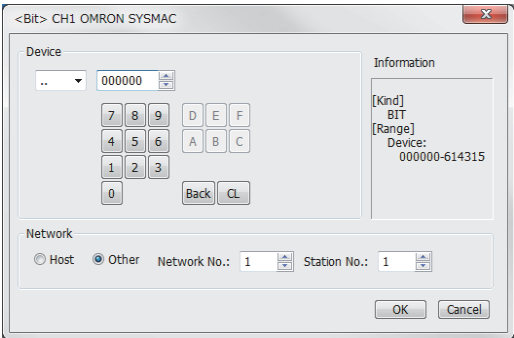 <Bit> CH1 OMRON SYSMAC
Device
.. 000000
7 8 9 D E F
4 5 6 A B C
1 2 3
0 Back CL
Information
[Kind]
BIT
[Range]
Device:
000000-614315
Network
Host Other Network No.: 1 Station No.: 1
OK Cancel